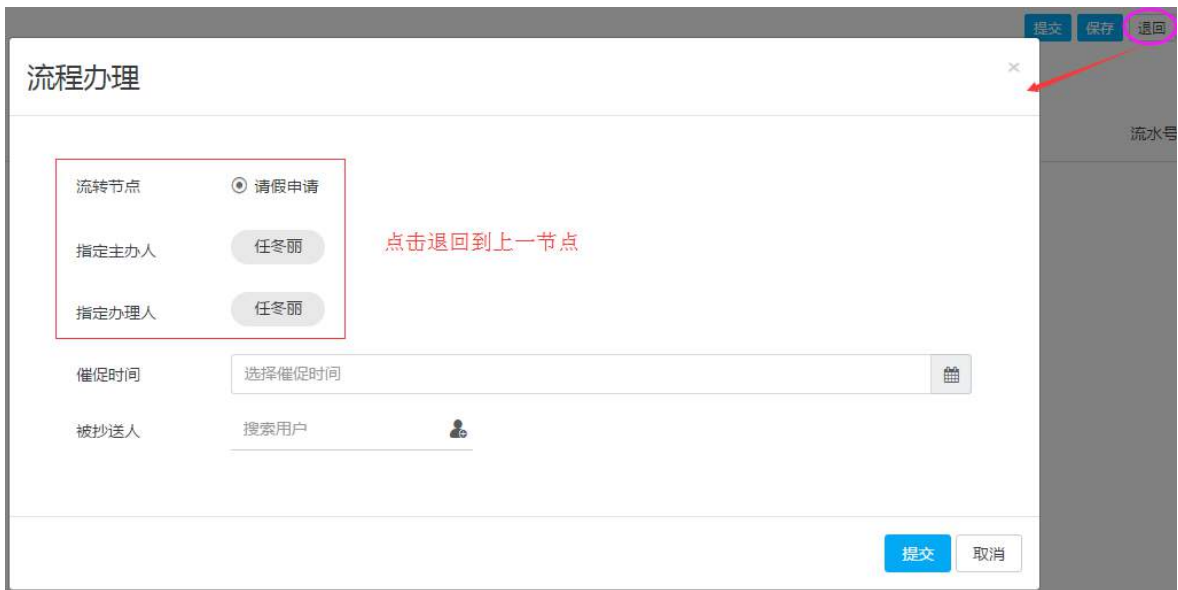 提交 保存 退回
流程办理 ×
流水号
流转节点 请假申请
指定主办人 任冬丽
点击退回到上一节点
指定办理人 任冬丽
催促时间 选择催促时间
被抄送人 搜索用户
提交 取消